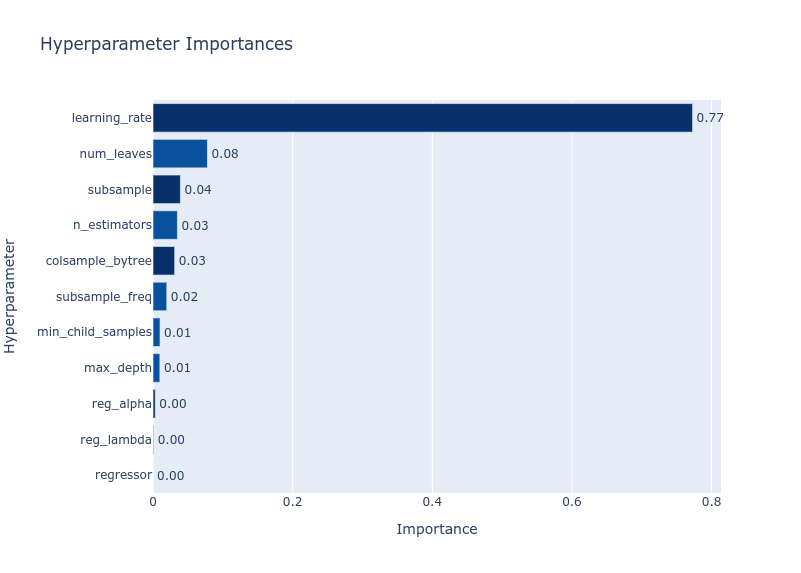 Hyperparameter Importances
Hyperparameter
learning_rate 0.77
num_leaves 0.08
subsample 0.04
n_estimators 0.03
colsample_bytree 0.03
subsample_freq 0.02
min_child_samples 0.01
max_depth 0.01
reg_alpha 0.00
reg_lambda 0.00
regressor 0.00
0 0.2 0.4 0.6 0.8
Importance